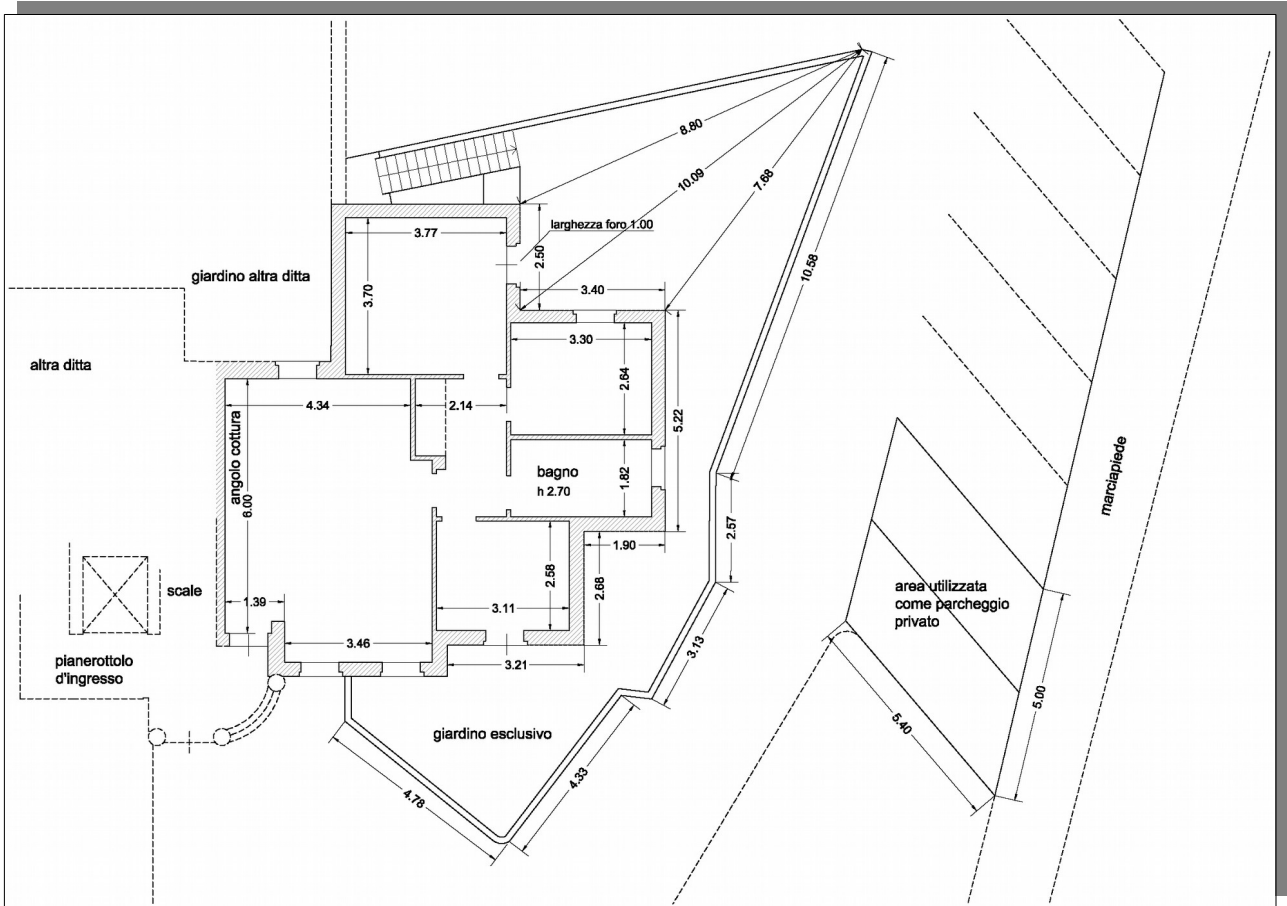 8.80
10.09
7.68
larghezza foro 1.00
3.77
2.50
giardino altra ditta
10.58
3.70
3.40
3.30
altra ditta
2.64
4.34
2.14
5.22
angolo cottura
6.00
marciapiede
bagno
h 2.70
1.82
2.57
1.90
2.58
2.68
scale
1.39
3.11
area utilizzata
come parcheggio
privato
3.46
3.21
3.13
pianerottolo
d'ingresso
5.00
5.40
giardino esclusivo
4.33
4.78